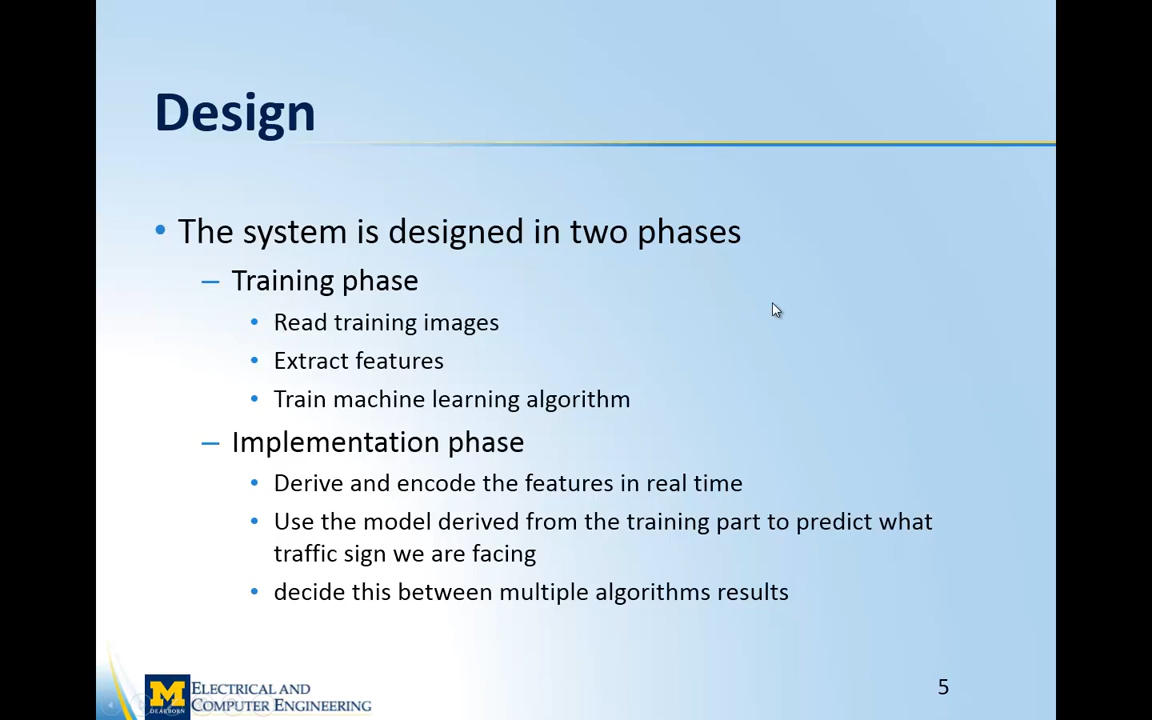 Design
• The system is designed in two phases
– Training phase
• Read training images
• Extract features
• Train machine learning algorithm
– Implementation phase
• Derive and encode the features in real time
• Use the model derived from the training part to predict what
traffic sign we are facing
• decide this between multiple algorithms results
M
DEARBORN
ELECTRICAL AND
COMPUTER ENGINEERING
5